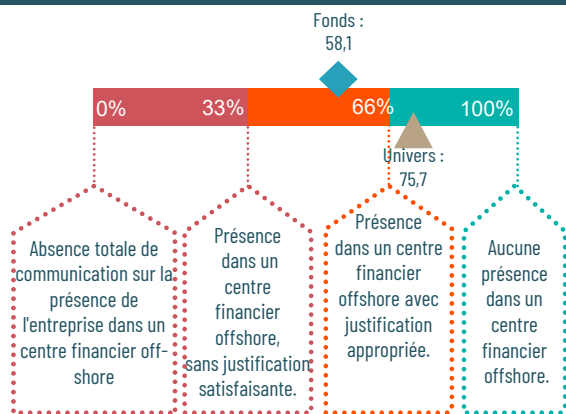 Fonds :
58,1
0%
33%
66%
100%
Univers :
75,7
Absence totale de
communication sur la
présence de
l'entreprise dans un
centre financier off-
shore
Présence
dans un
centre
financier
offshore,
sans justification
satisfaisante.
Présence
dans un centre
financier
offshore avec
justification
appropriée.
Aucune
présence
dans un
centre
financier
offshore.